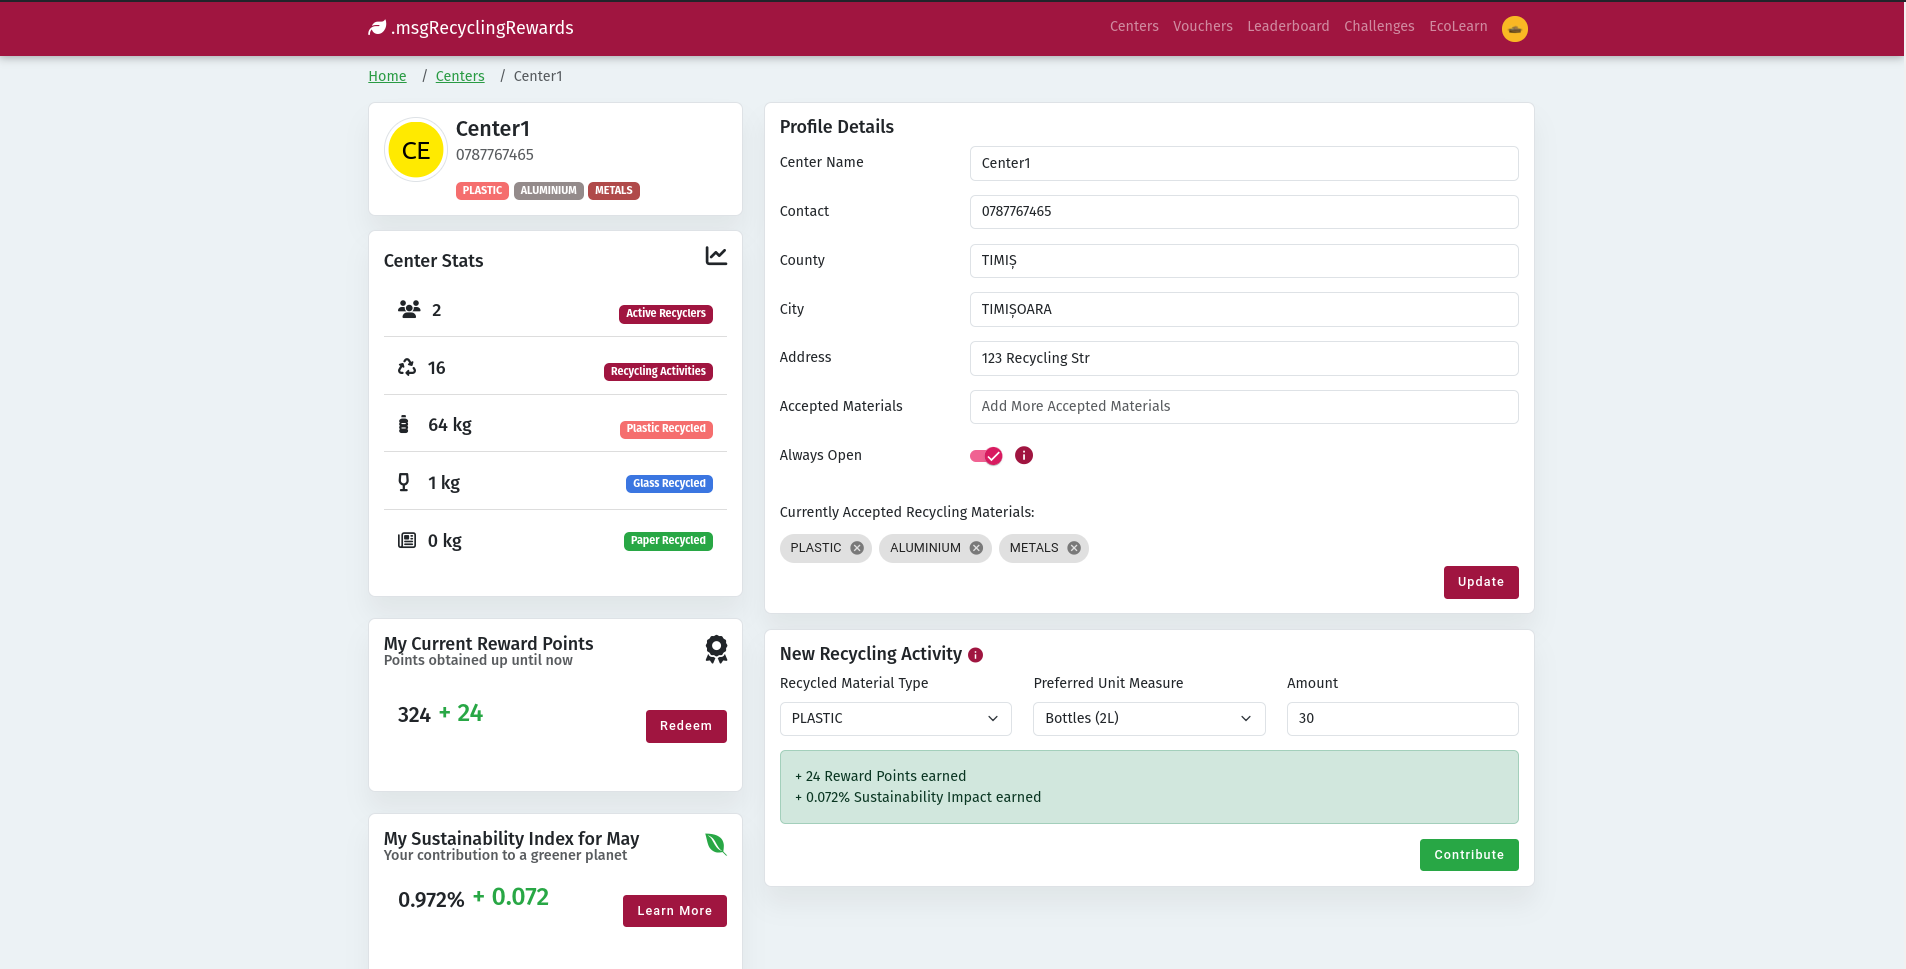 .msgRecyclingRewards
Centers Vouchers Leaderboard Challenges EcoLearn
Home / Centers / Center1
CE
Center1
0787767465
PLASTIC ALUMINIUM METALS
Center Stats
2 Active Recyclers
16 Recycling Activities
64 kg Plastic Recycled
1 kg Glass Recycled
0 kg Paper Recycled
My Current Reward Points
Points obtained up until now
324 + 24
Redeem
My Sustainability Index for May
Your contribution to a greener planet
0.972% + 0.072
Learn More
Profile Details
Center Name Center1
Contact 0787767465
County TIMIȘ
City TIMIȘOARA
Address 123 Recycling Str
Accepted Materials Add More Accepted Materials
Always Open
Currently Accepted Recycling Materials:
PLASTIC ALUMINIUM METALS
Update
New Recycling Activity
Recycled Material Type Preferred Unit Measure Amount
PLASTIC Bottles (2L) 30
+ 24 Reward Points earned
+ 0.072% Sustainability Impact earned
Contribute